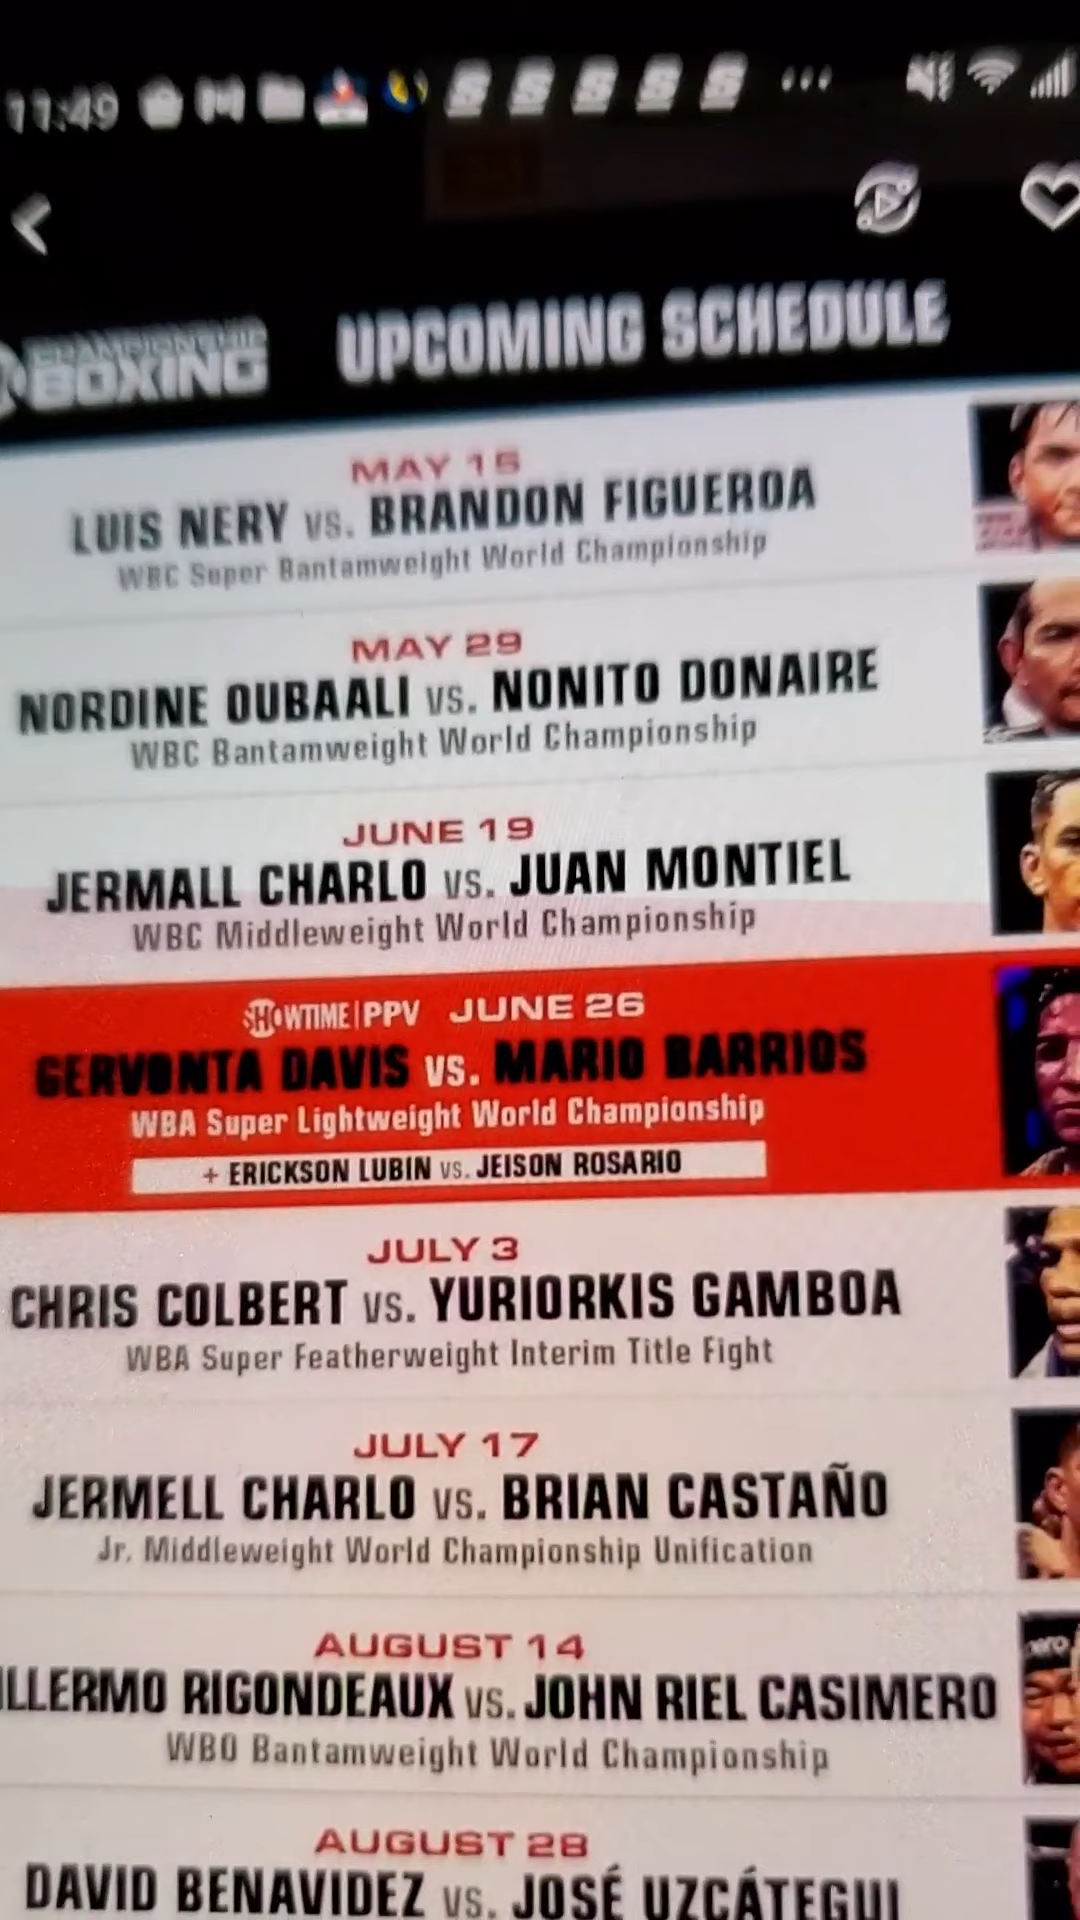 11:49
CHAMPIONSHIP
BOXING
UPCOMING SCHEDULE
MAY 15
LUIS NERY VS. BRANDON FIGUEROA
WBC Super Bantamweight World Championship
MAY 29
NORDINE OUBAALI VS. NONITO DONAIRE
WBC Bantamweight World Championship
JUNE 19
JERMALL CHARLO VS. JUAN MONTIEL
WBC Middleweight World Championship
SHOWTIME | PPV JUNE 26
GERVONTA DAVIS VS. MARIO BARRIOS
WBA Super Lightweight World Championship
+ ERICKSON LUBIN VS. JEISON ROSARIO
JULY 3
CHRIS COLBERT VS. YURIORKIS GAMBOA
WBA Super Featherweight Interim Title Fight
JULY 17
JERMELL CHARLO VS. BRIAN CASTAÑO
Jr. Middleweight World Championship Unification
AUGUST 14
LLERMO RIGONDEAUX VS. JOHN RIEL CASIMERO
WBO Bantamweight World Championship
AUGUST 28
DAVID BENAVIDEZ VS. JOSÉ UZCÁTEGUI